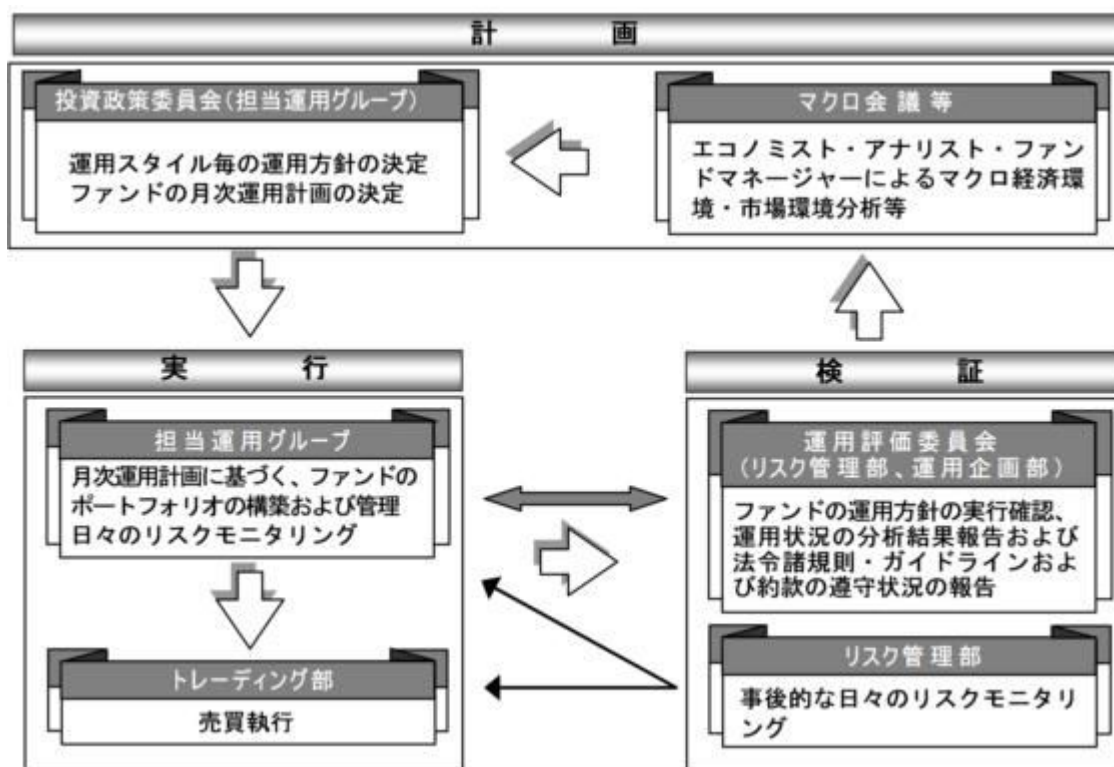 計画
投資政策委員会(担当運用グループ)
運用スタイル毎の運用方針の決定
ファンドの月次運用計画の決定
マクロ会議等
エコノミスト・アナリスト・ファン
ドマネージャーによるマクロ経済環
境・市場環境分析等
実行
担当運用グループ
月次運用計画に基づく、ファンドの
ポートフォリオの構築および管理
日々のリスクモニタリング
トレーディング部
売買執行
検証
運用評価委員会
(リスク管理部、運用企画部)
ファンドの運用方針の実行確認、
運用状況の分析結果報告および
法令諸規則・ガイドラインおよ
び約款の遵守状況の報告
リスク管理部
事後的な日々のリスクモニタリ
ング